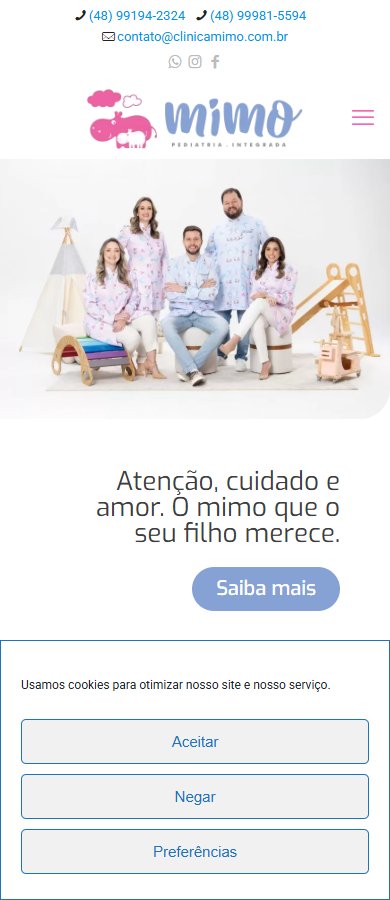 (48) 99194-2324 (48) 99981-5594
contato@clinicamimo.com.br
mimo
PEDIATRIA . INTEGRADA
Atenção, cuidado e
amor. O mimo que o
seu filho merece.
Saiba mais
Usamos cookies para otimizar nosso site e nosso serviço.
Aceitar
Negar
Preferências